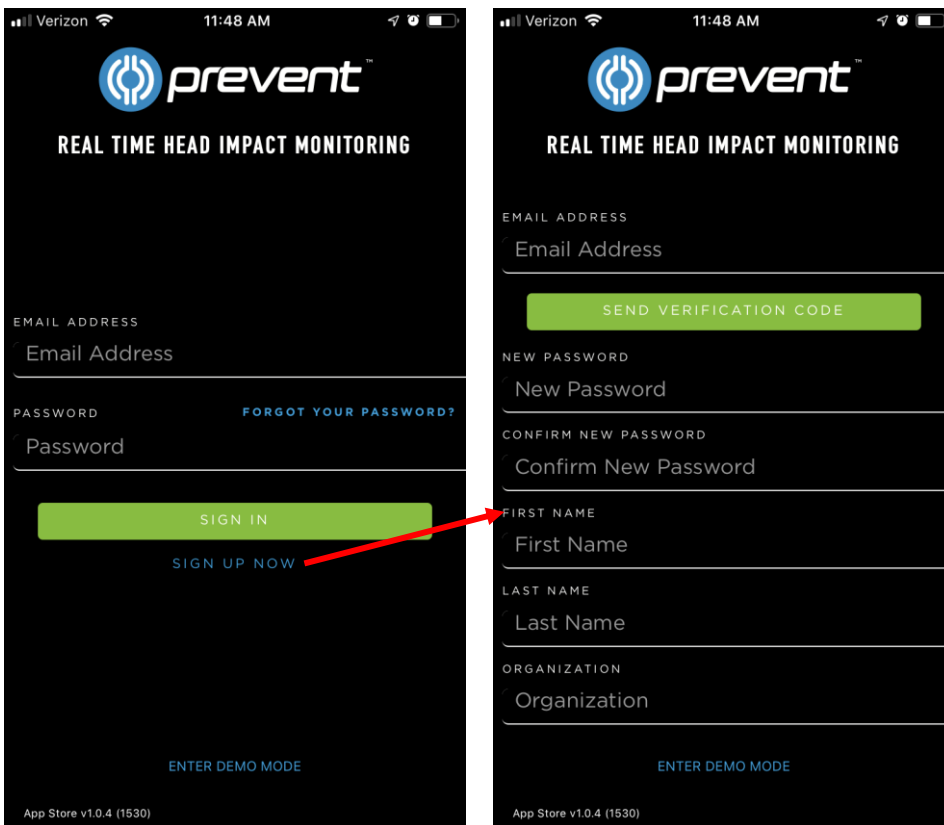 Verizon 11:48 AM
prevent™
REAL TIME HEAD IMPACT MONITORING
EMAIL ADDRESS
Email Address
PASSWORD FORGOT YOUR PASSWORD?
Password
SIGN IN
SIGN UP NOW
ENTER DEMO MODE
App Store v1.0.4 (1530)
Verizon 11:48 AM
prevent™
REAL TIME HEAD IMPACT MONITORING
EMAIL ADDRESS
Email Address
SEND VERIFICATION CODE
NEW PASSWORD
New Password
CONFIRM NEW PASSWORD
Confirm New Password
FIRST NAME
First Name
LAST NAME
Last Name
ORGANIZATION
Organization
ENTER DEMO MODE
App Store v1.0.4 (1530)